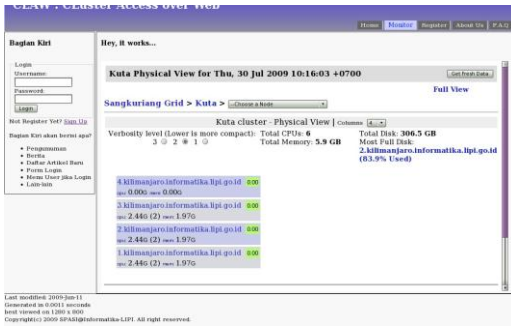 CLAW : CLuster Access over Web
Home Monitor Register About Us F.A.Q
Bagian Kiri
Hey, it works...
Login
Username:
Password:
Login
Not Register Yet? Sign Up
Bagian Kiri akan berisi apa?
Pengumuman
Berita
Daftar Artikel Baru
Form Login
Menu User jika Login
Lain-lain
Kuta Physical View for Thu, 30 Jul 2009 10:16:03 +0700
Get Fresh Data
Full View
Sangkuriang Grid > Kuta > --Choose a Node
Kuta cluster - Physical View | Columns 4
Verbosity level (Lower is more compact):
3 2 1
Total CPUs: 6
Total Memory: 5.9 GB
Total Disk: 306.5 GB
Most Full Disk:
2.kilimanjaro.informatika.lipi.go.id
(83.9% Used)
4.kilimanjaro.informatika.lipi.go.id 0.00
cpu: 0.00G mem: 0.00G
3.kilimanjaro.informatika.lipi.go.id 0.00
cpu: 2.44G (2) mem: 1.97G
2.kilimanjaro.informatika.lipi.go.id 0.00
cpu: 2.44G (2) mem: 1.97G
1.kilimanjaro.informatika.lipi.go.id 0.00
cpu: 2.44G (2) mem: 1.97G
Last modified: 2009-Jun-11
Generated in 0.0011 seconds
best viewed on 1280 x 800
Copyright(c) 2009 SPASI@Informatika-LIPI. All right reserved.